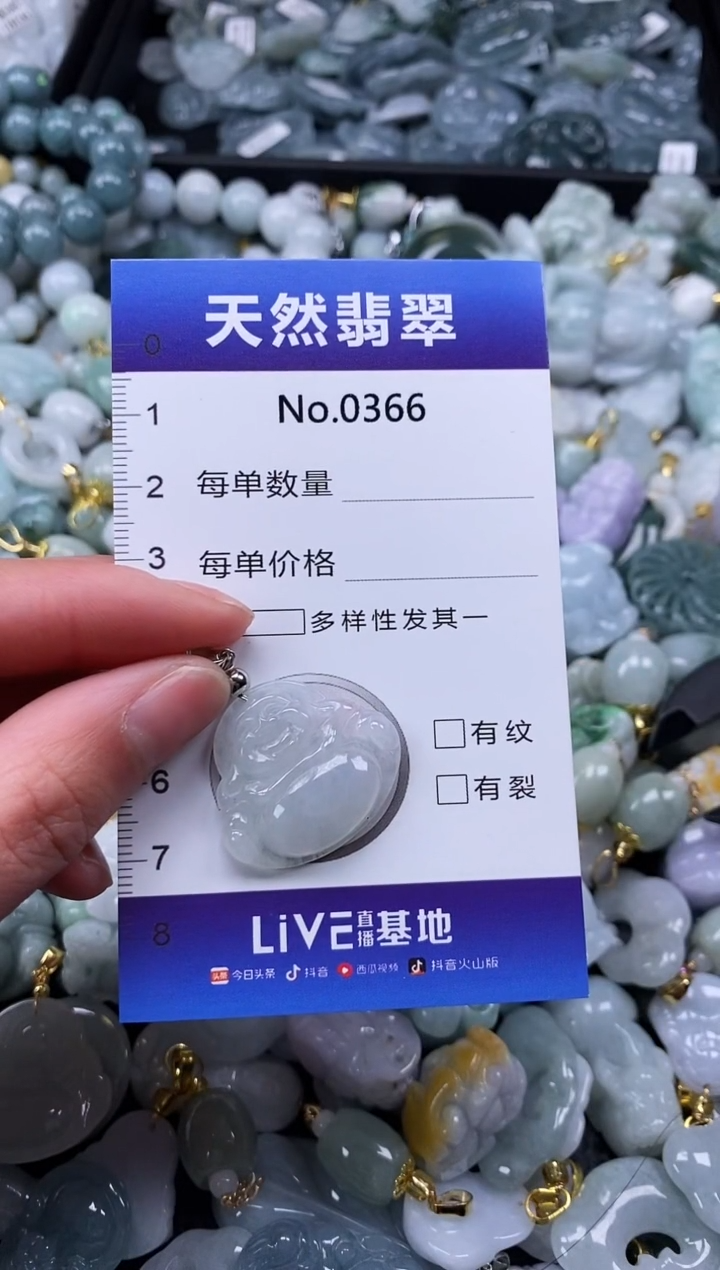 天然翡翠
0
No.0366
1
每单数量
2
每单价格
3
多样性发其一
有纹
有裂
6
7
8
LiVE直播基地
头条 今日头条 抖音 西瓜视频 抖音火山版